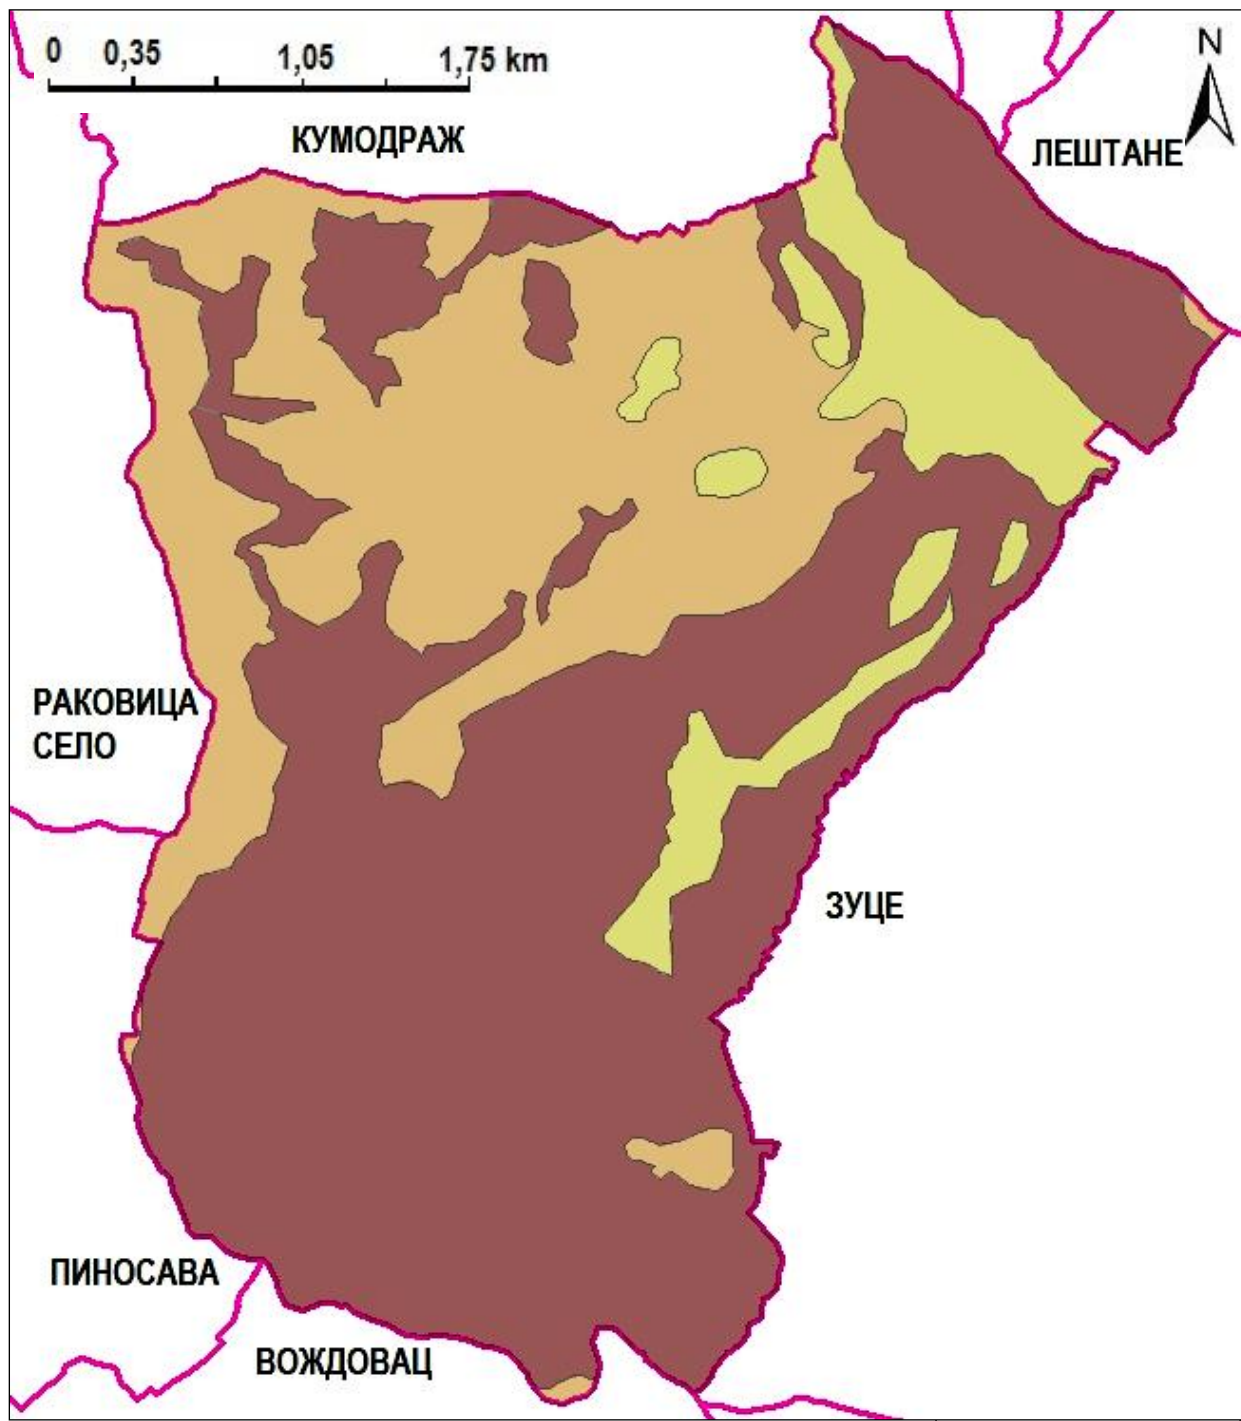 0 0,35 1,05 1,75 km
N
КУМОДРАЖ
ЛЕШТАНЕ
РАКОВИЦА
СЕЛО
ЗУЦЕ
ПИНОСАВА
ВОЖДОВАЦ